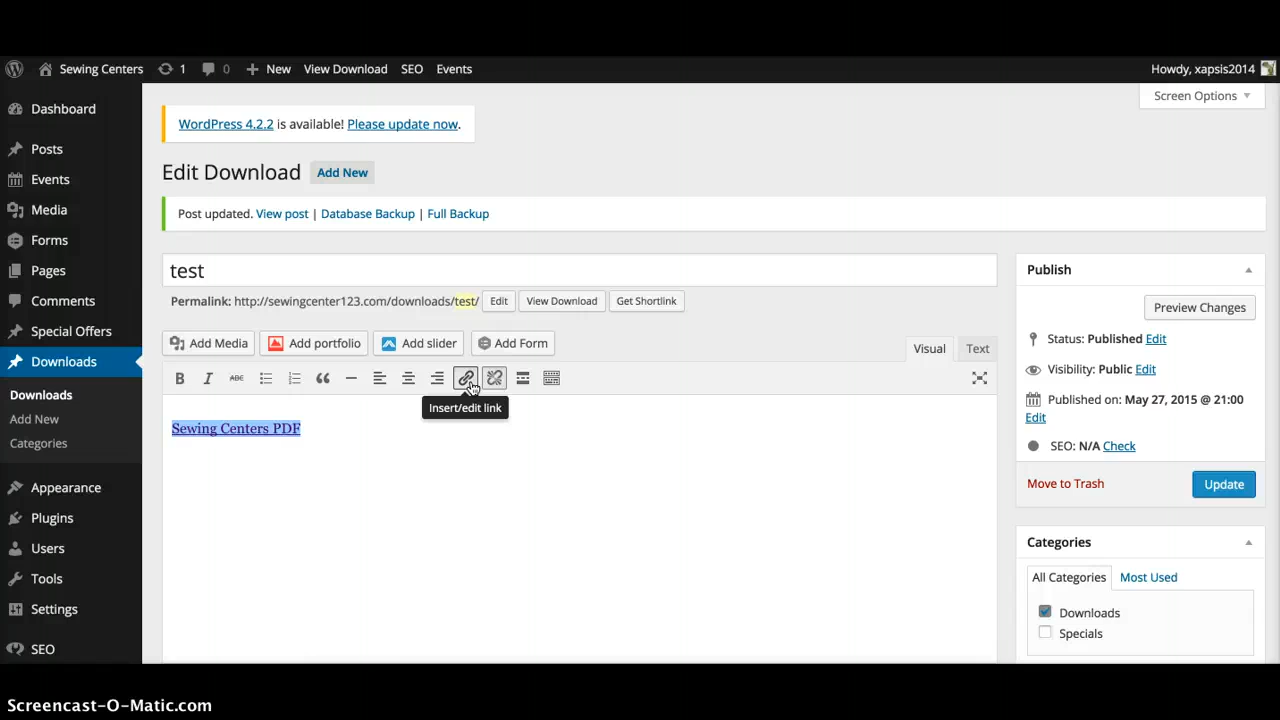 Sewing Centers 1 0 New View Download SEO Events Howdy, xapsis2014
Screen Options
Dashboard
Posts
Events
Media
Forms
Pages
Comments
Special Offers
Downloads
Downloads
Add New
Categories
Appearance
Plugins
Users
Tools
Settings
SEO
WordPress 4.2.2 is available! Please update now.
Edit Download Add New
Post updated. View post | Database Backup | Full Backup
test
Permalink: http://sewingcenter123.com/downloads/test/ Edit View Download Get Shortlink
Add Media Add portfolio Add slider Add Form
Visual Text
B I ABC
Insert/edit link
Sewing Centers PDF
Publish
Preview Changes
Status: Published Edit
Visibility: Public Edit
Published on: May 27, 2015 @ 21:00
Edit
SEO: N/A Check
Move to Trash Update
Categories
All Categories Most Used
Downloads
Specials
Screencast-O-Matic.com